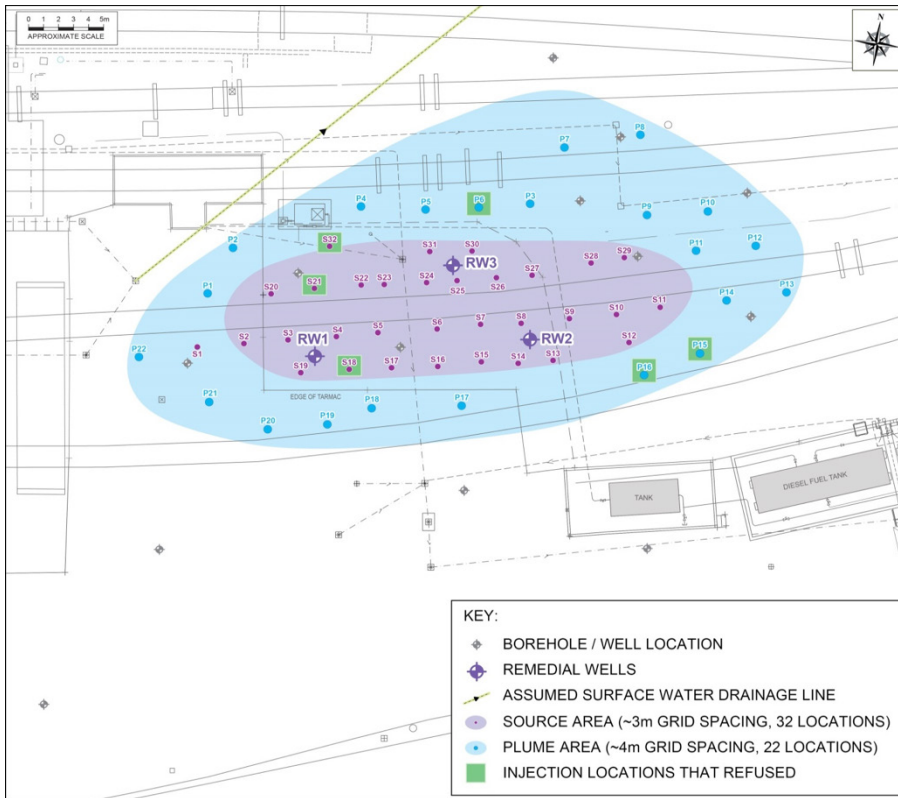 0 1 2 3 4 5m
APPROXIMATE SCALE
N
P8
P7
P4
P5
P6
P3
P9
P10
P2
S32
S31
S30
P11
P12
RW3
S29
S28
S27
P1
S20
S21
S22
S23
S24
S25
S26
P14
P13
S11
S10
S9
S8
S7
S6
S5
S4
S3
S2
S1
RW1
RW2
S12
P15
P22
S19
S18
S17
S16
S15
S14
S13
P16
EDGE OF TARMAC
P21
P20
P19
P18
P17
TANK
DIESEL FUEL TANK
KEY:
BOREHOLE / WELL LOCATION
REMEDIAL WELLS
ASSUMED SURFACE WATER DRAINAGE LINE
SOURCE AREA (~3m GRID SPACING, 32 LOCATIONS)
PLUME AREA (~4m GRID SPACING, 22 LOCATIONS)
INJECTION LOCATIONS THAT REFUSED